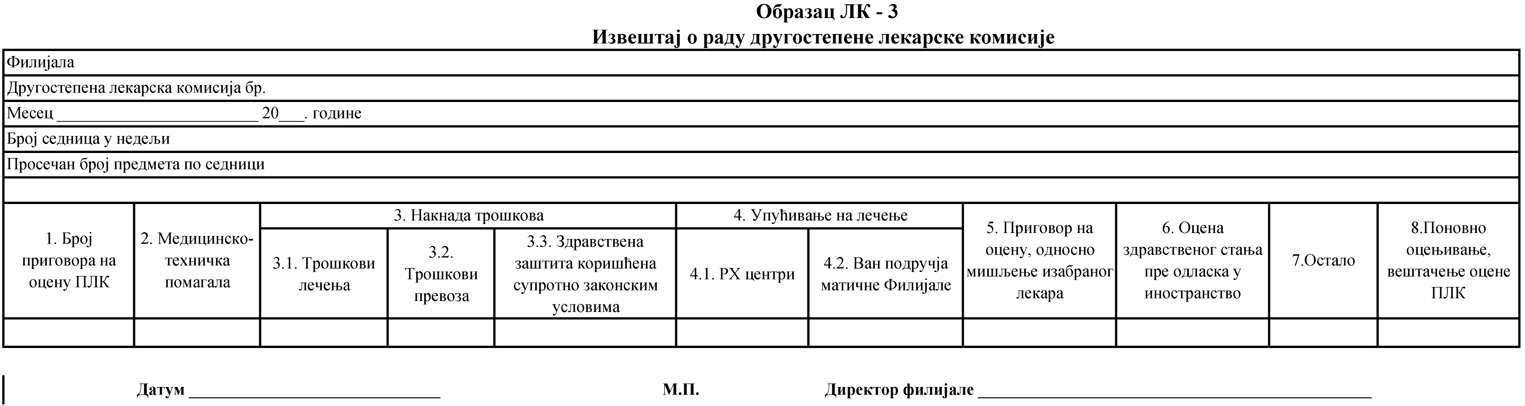 Образац ЛК - 3
Извештај о раду другостепене лекарске комисије
Филијала
Другостепена лекарска комисија бр.
Месец ________________________ 20___. године
Број седница у недељи
Просечан број предмета по седници
1. Број
приговора на
оцену ПЛК
2. Медицинско-
техничка
помагала
3. Накнада трошкова
3.1. Трошкови
лечења
3.2.
Трошкови
превоза
3.3. Здравствена
заштита коришћена
супротно законским
условима
4. Упућивање на лечење
4.1. РХ центри
4.2. Ван подручја
матичне Филијале
5. Приговор на
оцену, односно
мишљење изабраног
лекара
6. Оцена
здравственог стања
пре одласка у
иностранство
7.Остало
8.Поновно
оцењивање,
вештачење оцене
ПЛК
Датум ______________________________ М.П. Директор филијале _______________________________________________